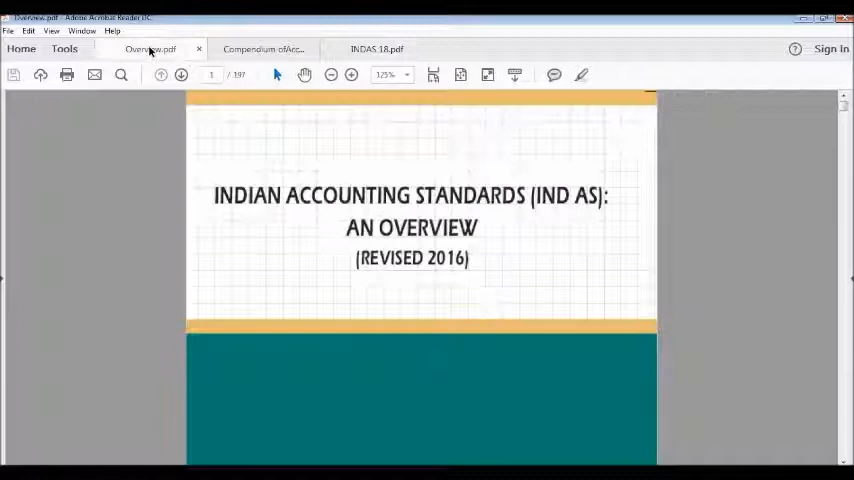 Overview.pdf - Adobe Acrobat Reader DC
File Edit View Window Help
Home Tools Overview.pdf × Compendium ofAcc... INDAS 18.pdf ? Sign In
1 / 197 125%
INDIAN ACCOUNTING STANDARDS (IND AS):
AN OVERVIEW
(REVISED 2016)